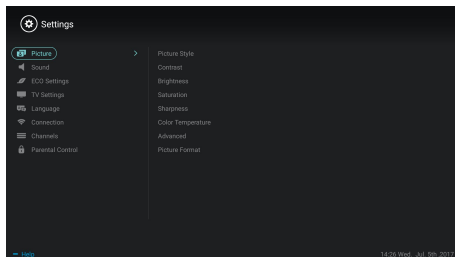 Settings
Picture
Sound
ECO Settings
TV Settings
Language
Connection
Channels
Parental Control
Picture Style
Contrast
Brightness
Saturation
Sharpness
Color Temperature
Advanced
Picture Format
Help
14:26 Wed, Jul, 5th ,2017